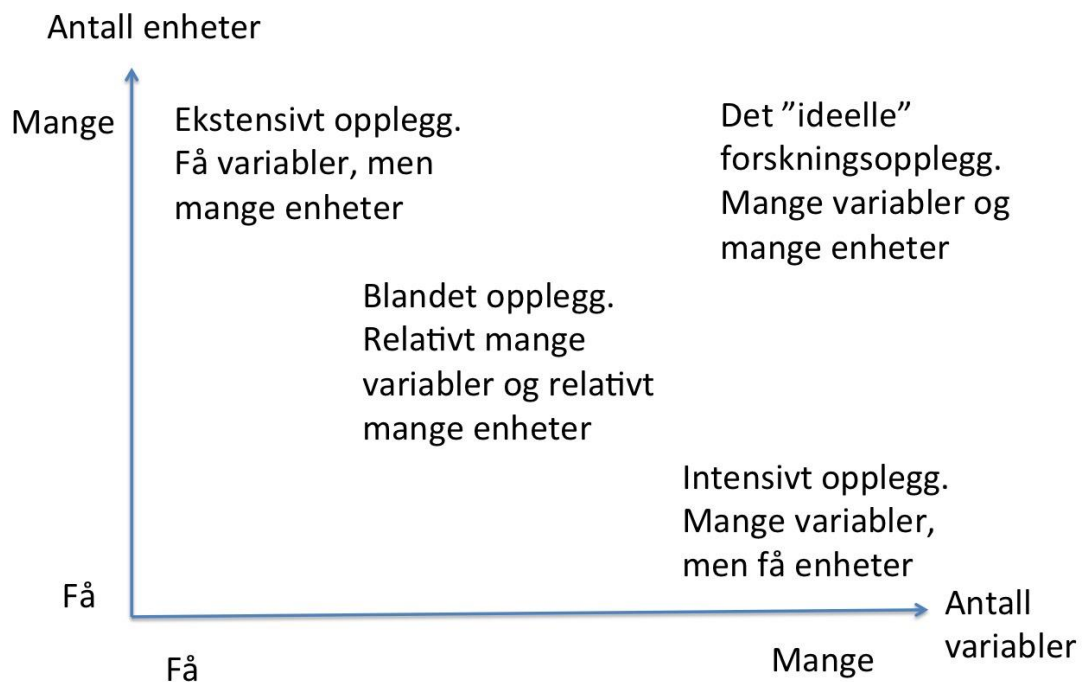 Antall enheter
Mange
Ekstensivt opplegg.
Få variabler, men
mange enheter
Det ”ideelle”
forskningsopplegg.
Mange variabler og
mange enheter
Blandet opplegg.
Relativt mange
variabler og relativt
mange enheter
Intensivt opplegg.
Mange variabler,
men få enheter
Få
Antall
variabler
Få
Mange